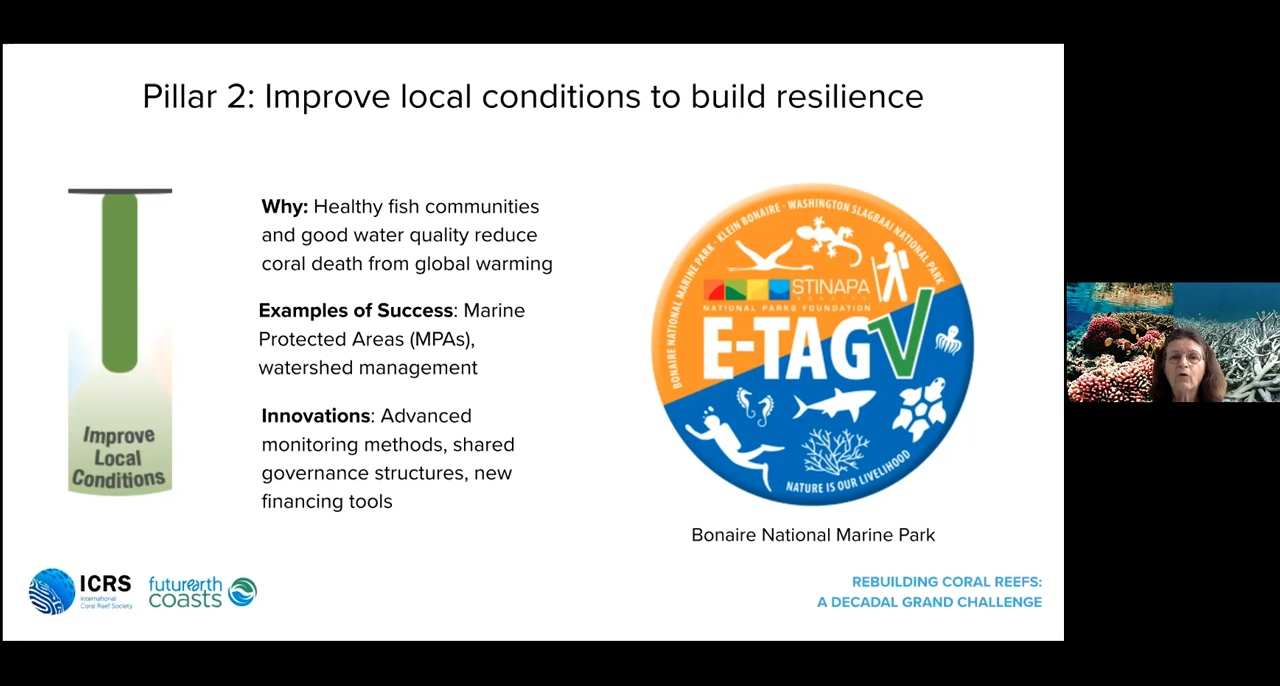 Pillar 2: Improve local conditions to build resilience
Improve
Local
Conditions
Why: Healthy fish communities
and good water quality reduce
coral death from global warming
Examples of Success: Marine
Protected Areas (MPAs),
watershed management
Innovations: Advanced
monitoring methods, shared
governance structures, new
financing tools
BONAIRE NATIONAL MARINE PARK - KLEIN BONAIRE - WASHINGTON SLAGBAAI NATIONAL PARK
STINAPA
BONAIRE
NATIONAL PARKS FOUNDATION
E-TAG
NATURE IS OUR LIVELIHOOD
Bonaire National Marine Park
ICRS
International
Coral Reef Society
futurearth
coasts
REBUILDING CORAL REEFS:
A DECADAL GRAND CHALLENGE